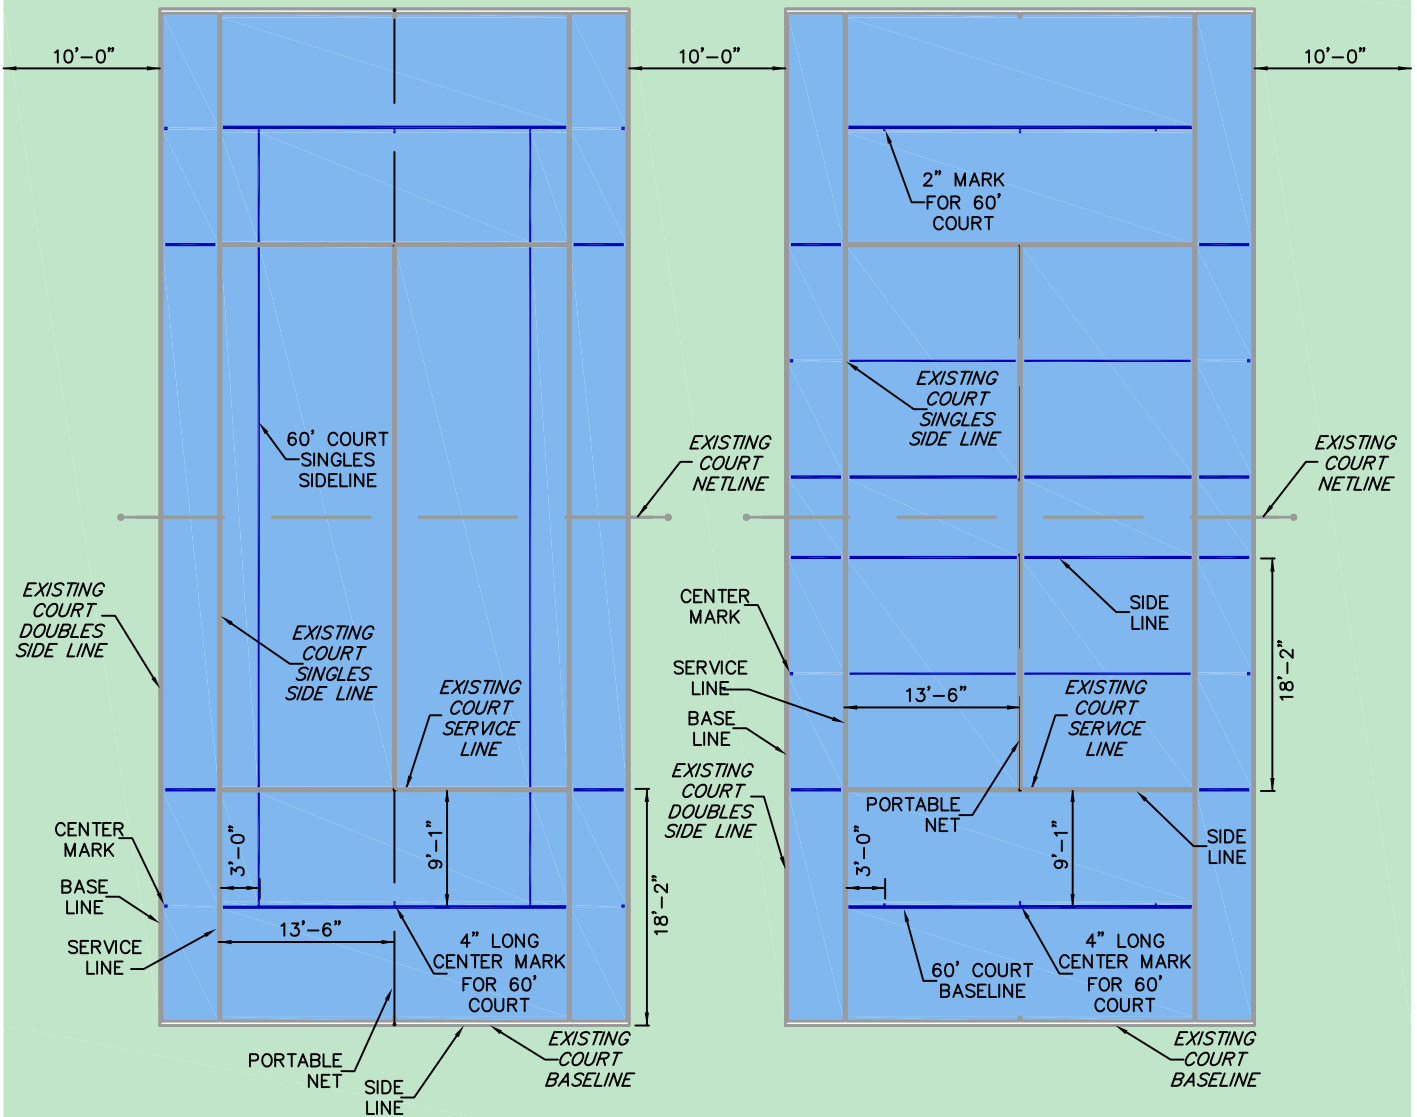 10'-0"
10'-0"
10'-0"
2" MARK
FOR 60'
COURT
60' COURT
SINGLES
SIDELINE
EXISTING
COURT
NETLINE
EXISTING
COURT
SINGLES
SIDE LINE
EXISTING
COURT
NETLINE
EXISTING
COURT
DOUBLES
SIDE LINE
EXISTING
COURT
SINGLES
SIDE LINE
EXISTING
COURT
SERVICE
LINE
CENTER
MARK
SERVICE
LINE
BASE
LINE
EXISTING
COURT
DOUBLES
SIDE LINE
13'-6"
SIDE
LINE
EXISTING
COURT
SERVICE
LINE
18'-2"
PORTABLE
NET
SIDE
LINE
CENTER
MARK
BASE
LINE
SERVICE
LINE
3'-0"
9'-1"
18'-2"
13'-6"
4" LONG
CENTER MARK
FOR 60'
COURT
3'-0"
9'-1"
60' COURT
BASELINE
4" LONG
CENTER MARK
FOR 60'
COURT
PORTABLE
NET
SIDE
LINE
EXISTING
COURT
BASELINE
EXISTING
COURT
BASELINE